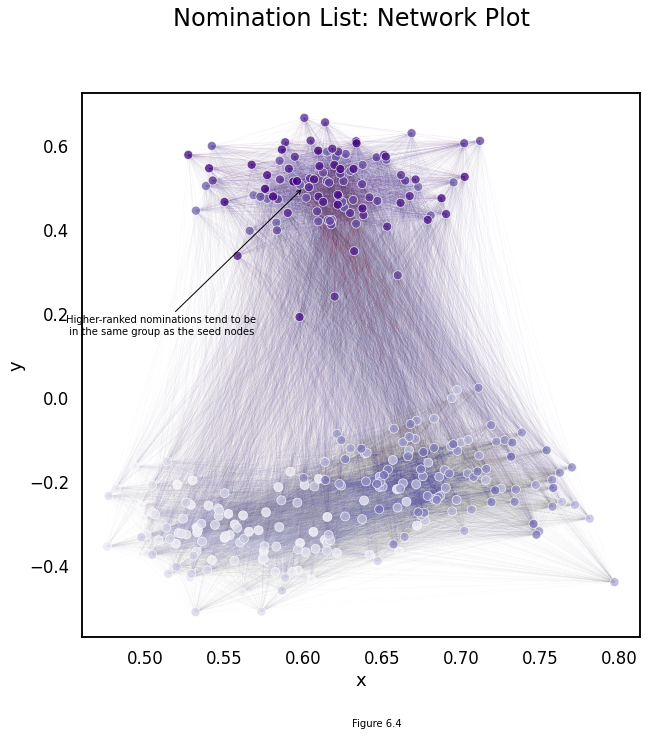 Nomination List: Network Plot
0.6
0.4
0.2
Higher-ranked nominations tend to be
in the same group as the seed nodes
y
0.0
−0.2
−0.4
0.50 0.55 0.60 0.65 0.70 0.75 0.80
x
Figure 6.4